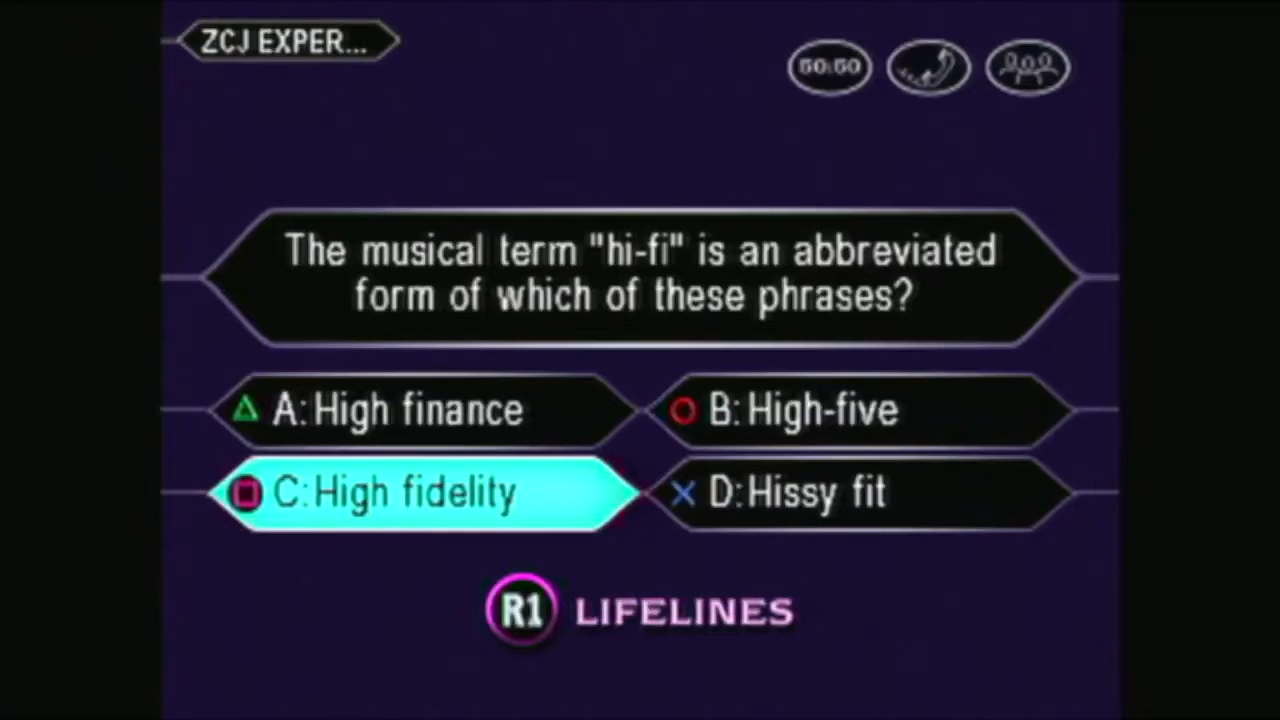 ZCJ EXPER...
50:50
The musical term "hi-fi" is an abbreviated
form of which of these phrases?
A: High finance
B: High-five
C: High fidelity
D: Hissy fit
R1 LIFELINES